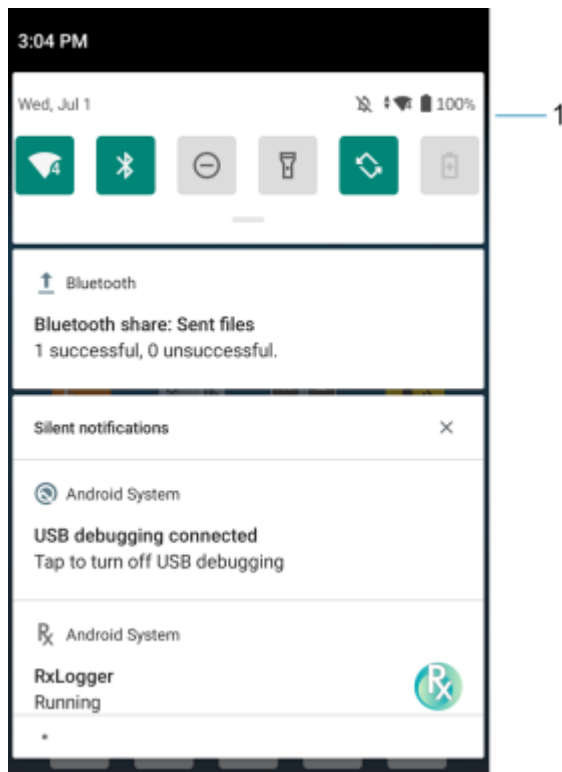 3:04 PM
Wed, Jul 1
100%
1
4
Bluetooth
Bluetooth share: Sent files
1 successful, 0 unsuccessful.
Silent notifications
Android System
USB debugging connected
Tap to turn off USB debugging
Android System
RxLogger
Running
Rx